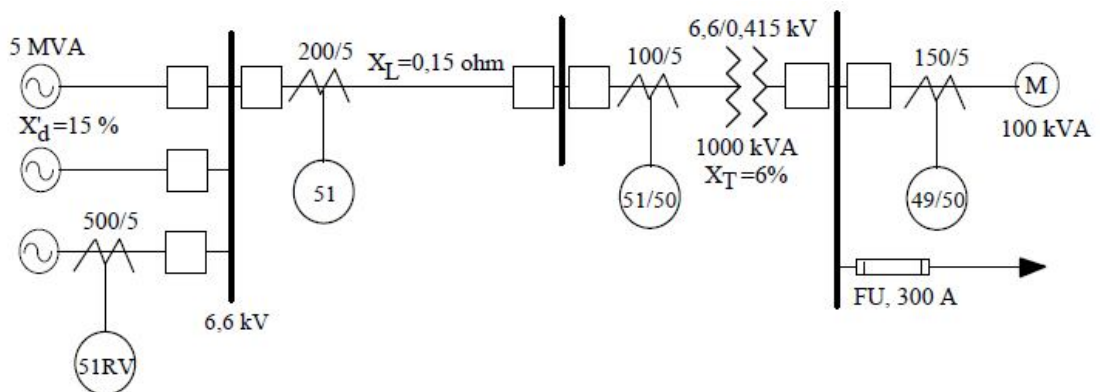 5 MVA
X'd=15 %
500/5
51RV
6,6 kV
200/5
51
XL=0,15 ohm
100/5
51/50
6,6/0,415 kV
1000 kVA
XT=6%
150/5
49/50
M
100 kVA
FU, 300 A